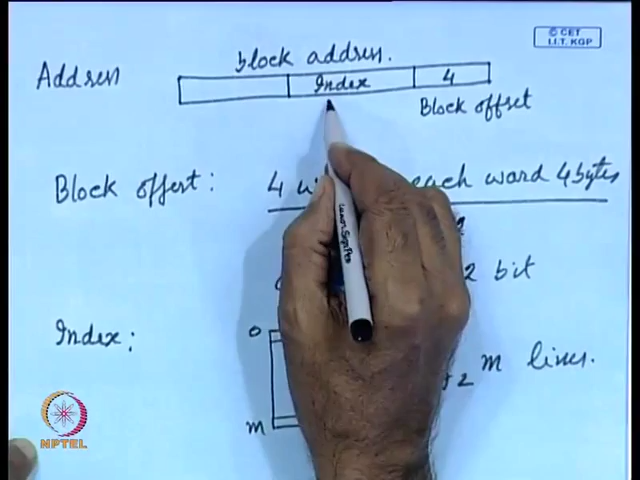 © CET
I.I.T. KGP
block address.
Address
Index 4
Block offset
Block offset: 4 each word 4 bytes
2 bit
Index: 0
2 m lines.
m
NPTEL